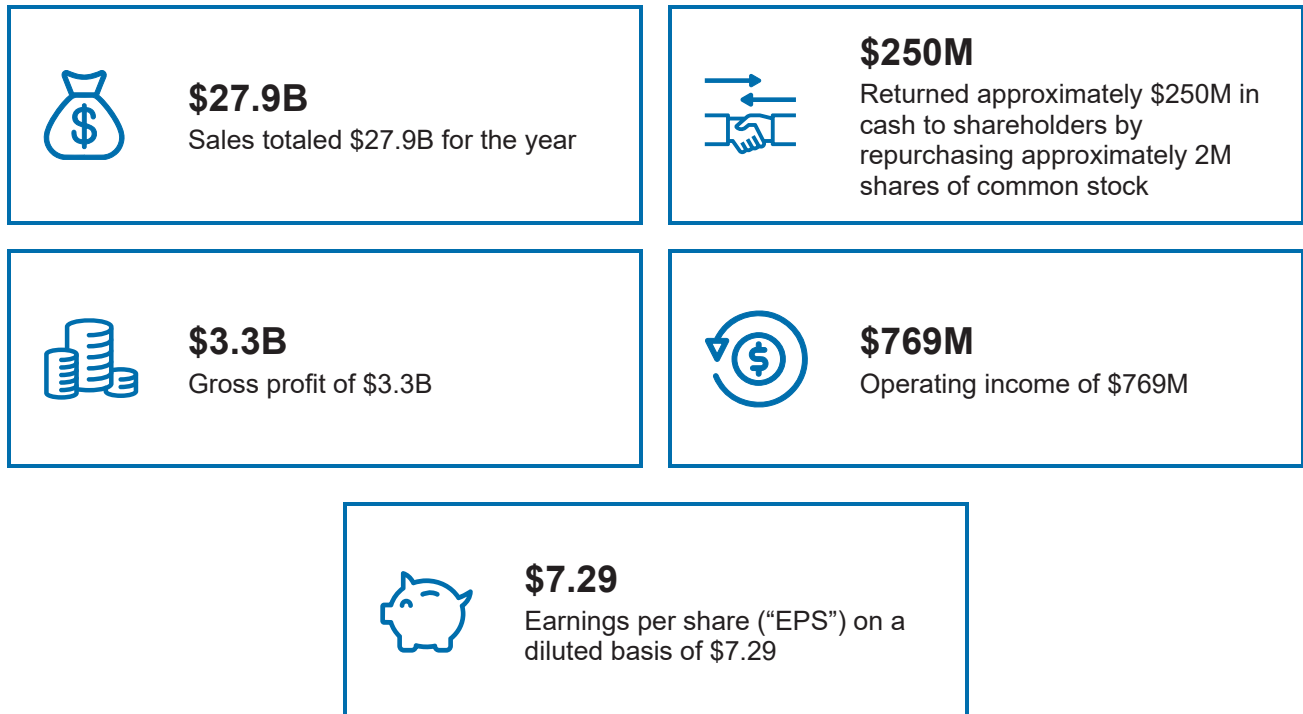 $27.9B
Sales totaled $27.9B for the year
$250M
Returned approximately $250M in
cash to shareholders by
repurchasing approximately 2M
shares of common stock
$3.3B
Gross profit of $3.3B
$769M
Operating income of $769M
$7.29
Earnings per share (“EPS”) on a
diluted basis of $7.29